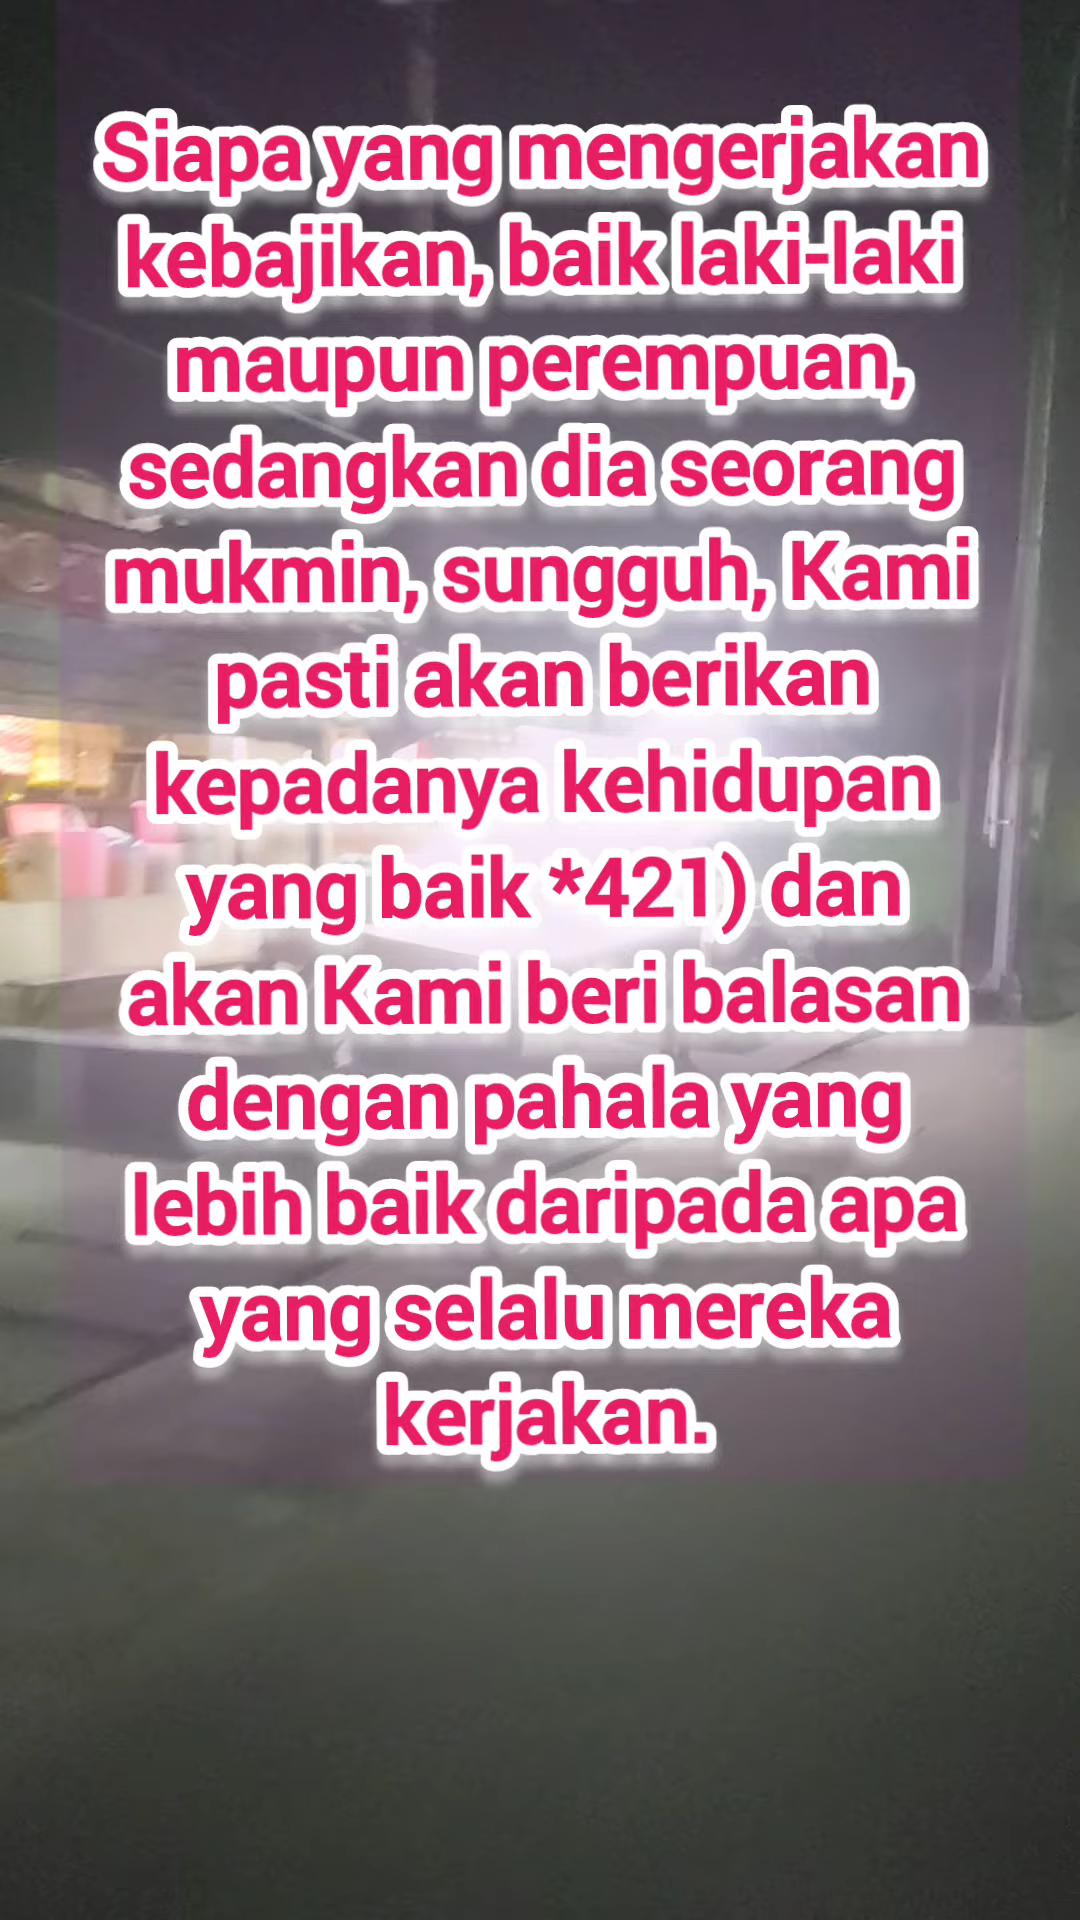 Siapa yang mengerjakan
kebajikan, baik laki-laki
maupun perempuan,
sedangkan dia seorang
mukmin, sungguh, Kami
pasti akan berikan
kepadanya kehidupan
yang baik *421) dan
akan Kami beri balasan
dengan pahala yang
lebih baik daripada apa
yang selalu mereka
kerjakan.